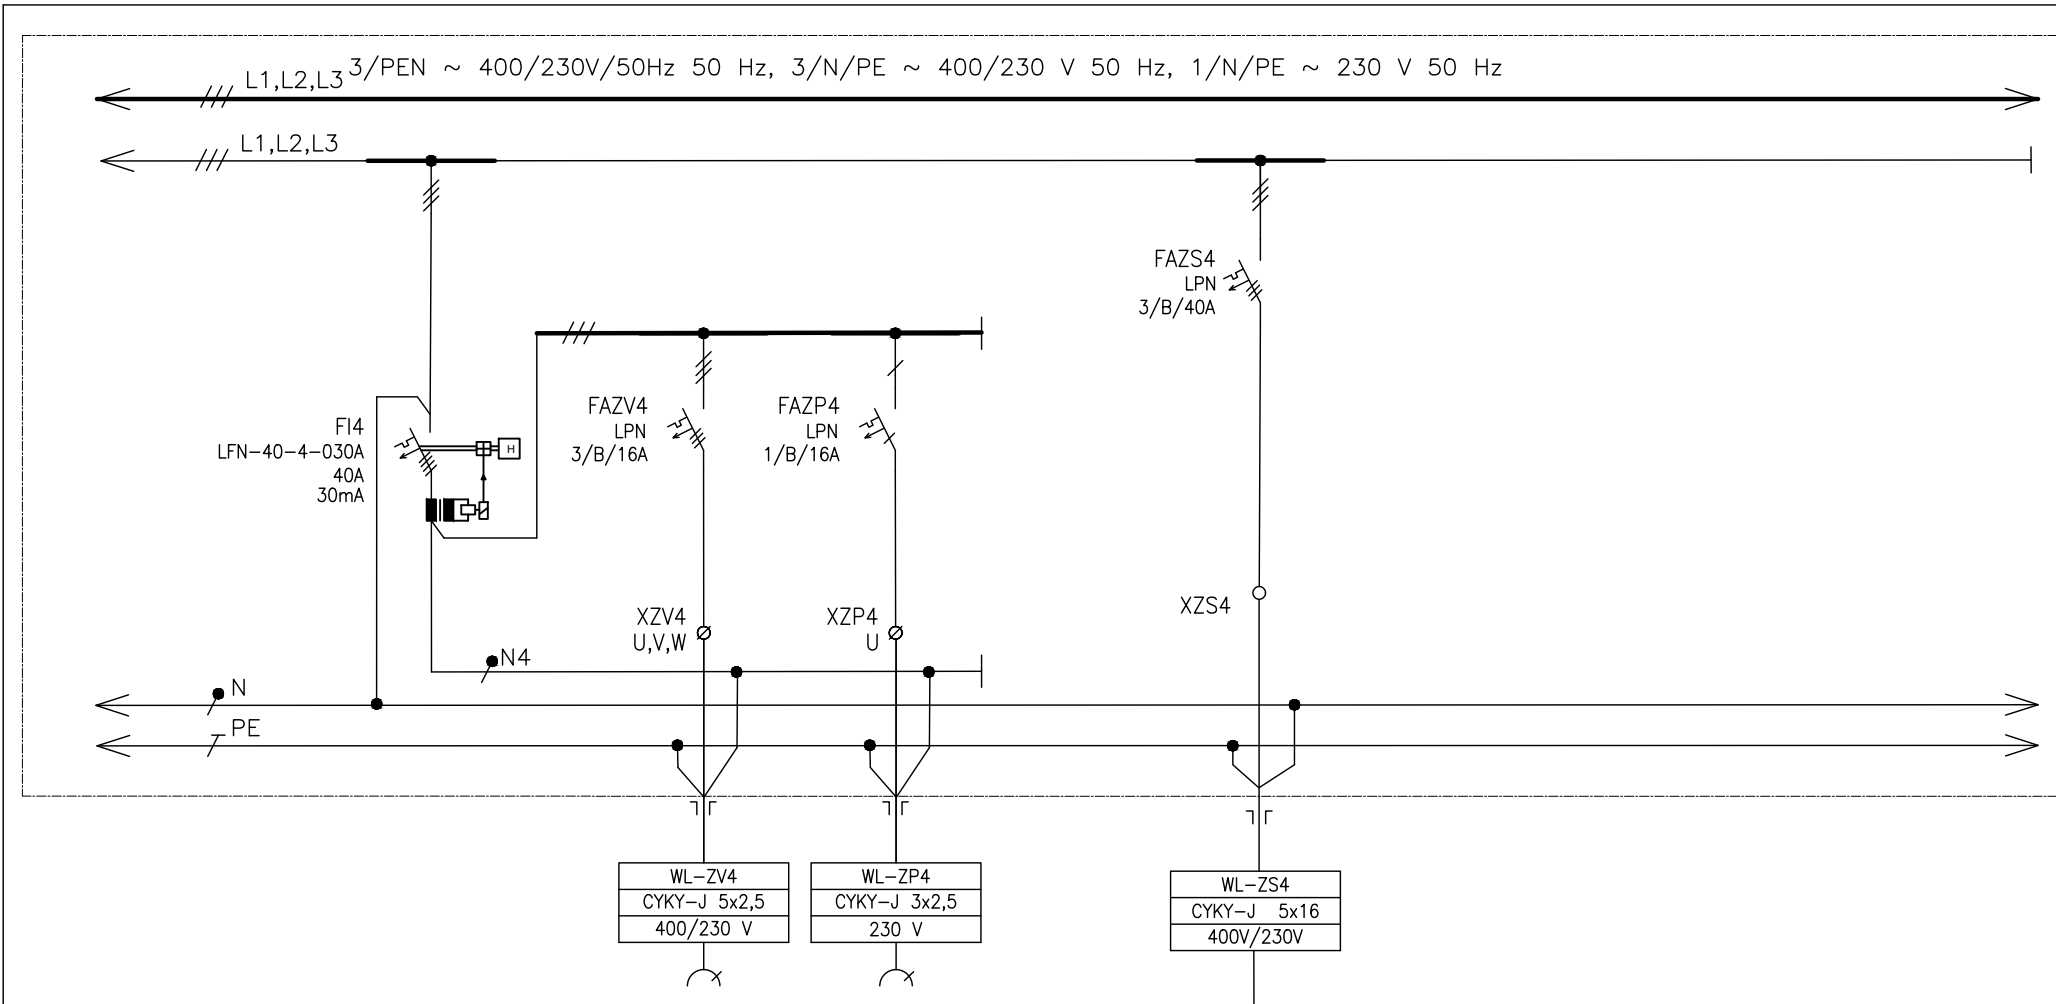 3/PEN ~ 400/230V/50Hz 50 Hz, 3/N/PE ~ 400/230 V 50 Hz, 1/N/PE ~ 230 V 50 Hz
L1,L2,L3
L1,L2,L3
FAZS4
LPN
3/B/40A
FI4
LFN-40-4-030A
40A
30mA
H
FAZV4
LPN
3/B/16A
FAZP4
LPN
1/B/16A
XZV4
U,V,W
XZP4
U
XZS4
N4
N
PE
WL-ZV4
CYKY-J 5x2,5
400/230 V
WL-ZP4
CYKY-J 3x2,5
230 V
WL-ZS4
CYKY-J 5x16
400V/230V